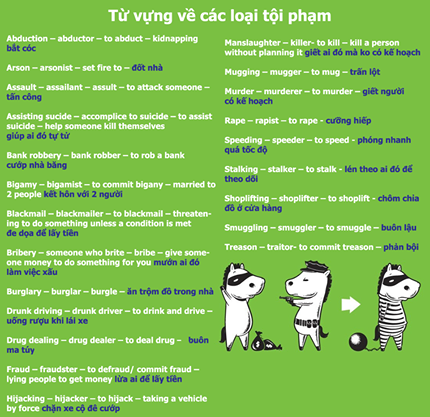 Từ vựng về các loại tội phạm
Abduction – abductor – to abduct – kidnapping
bắt cóc
Arson – arsonist – set fire to – đốt nhà
Assault – assailant – assult – to attack someone –
tấn công
Assisting sucide – accomplice to suicide – to assist
suicide – help someone kill themselves
giúp ai đó tự tử
Bank robbery – bank robber – to rob a bank
cướp nhà băng
Bigamy – bigamist – to commit bigany – married to
2 people kết hôn với 2 người
Blackmail – blackmailer – to blackmail – threaten-
ing to do something unless a condition is met
đe dọa để lấy tiền
Bribery – someone who brite – bribe – give some-
one money to do something for you mướn ai đó
làm việc xấu
Burglary – burglar – burgle – ăn trộm đồ trong nhà
Drunk driving – drunk driver – to drink and drive –
uống rượu khi lái xe
Drug dealing – drug dealer – to deal drug – buôn
ma túy
Fraud – fraudster – to defraud/ commit fraud –
lying people to get money lừa ai để lấy tiền
Hijacking – hijacker – to hijack – taking a vehicle
by force chặn xe cộ để cướp
Manslaughter – killer- to kill – kill a person
without planning it giết ai đó mà ko có kế hoạch
Mugging – mugger – to mug – trấn lột
Murder – murderer – to murder – giết người
có kế hoạch
Rape – rapist – to rape - cưỡng hiếp
Speeding – speeder – to speed - phóng nhanh
quá tốc độ
Stalking – stalker – to stalk - lén theo ai đó để
theo dõi
Shoplifting – shoplifter – to shoplift - chôm chỉa
đồ ở cửa hàng
Smuggling – smuggler – to smuggle – buôn lậu
Treason – traitor- to commit treason – phản bội